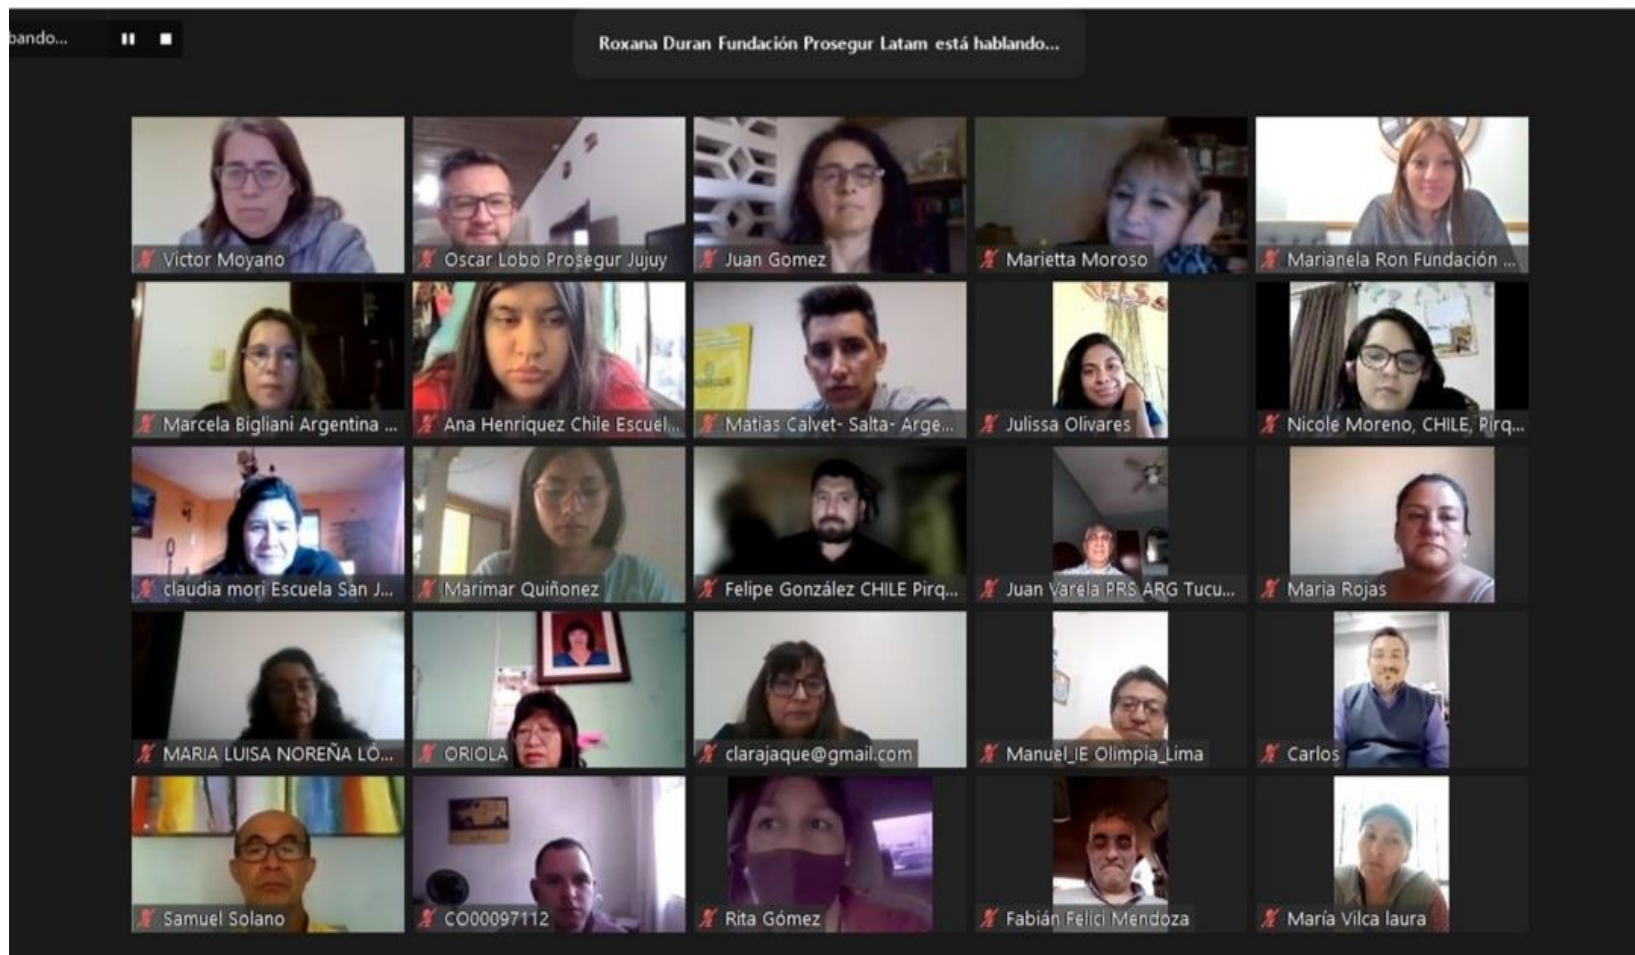 bando...
Roxana Duran Fundación Prosegur Latam está hablando...
Victor Moyano
Oscar Lobo Prosegur Jujuy
Juan Gomez
Marietta Moroso
Marianela Ron Fundación ...
Marcela Bigliani Argentina ...
Ana Henriquez Chile Escuel...
Matias Calvet- Salta- Arge...
Julissa Olivares
Nicole Moreno, CHILE, Pirq...
claudia mori Escuela San J...
Marimar Quiñonez
Felipe González CHILE Pirq...
Juan Varela PRS ARG Tucu...
Maria Rojas
MARIA LUISA NOREÑA LÓ...
ORIOLA
clarajaque@gmail.com
Manuel_IE Olimpia_Lima
Carlos
Samuel Solano
CO00097112
Rita Gómez
Fabián Felici Mendoza
María Vilca laura